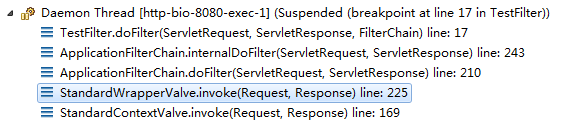 Daemon Thread [http-bio-8080-exec-1] (Suspended (breakpoint at line 17 in TestFilter))
TestFilter.doFilter(ServletRequest, ServletResponse, FilterChain) line: 17
ApplicationFilterChain.internalDoFilter(ServletRequest, ServletResponse) line: 243
ApplicationFilterChain.doFilter(ServletRequest, ServletResponse) line: 210
StandardWrapperValve.invoke(Request, Response) line: 225
StandardContextValve.invoke(Request, Response) line: 169